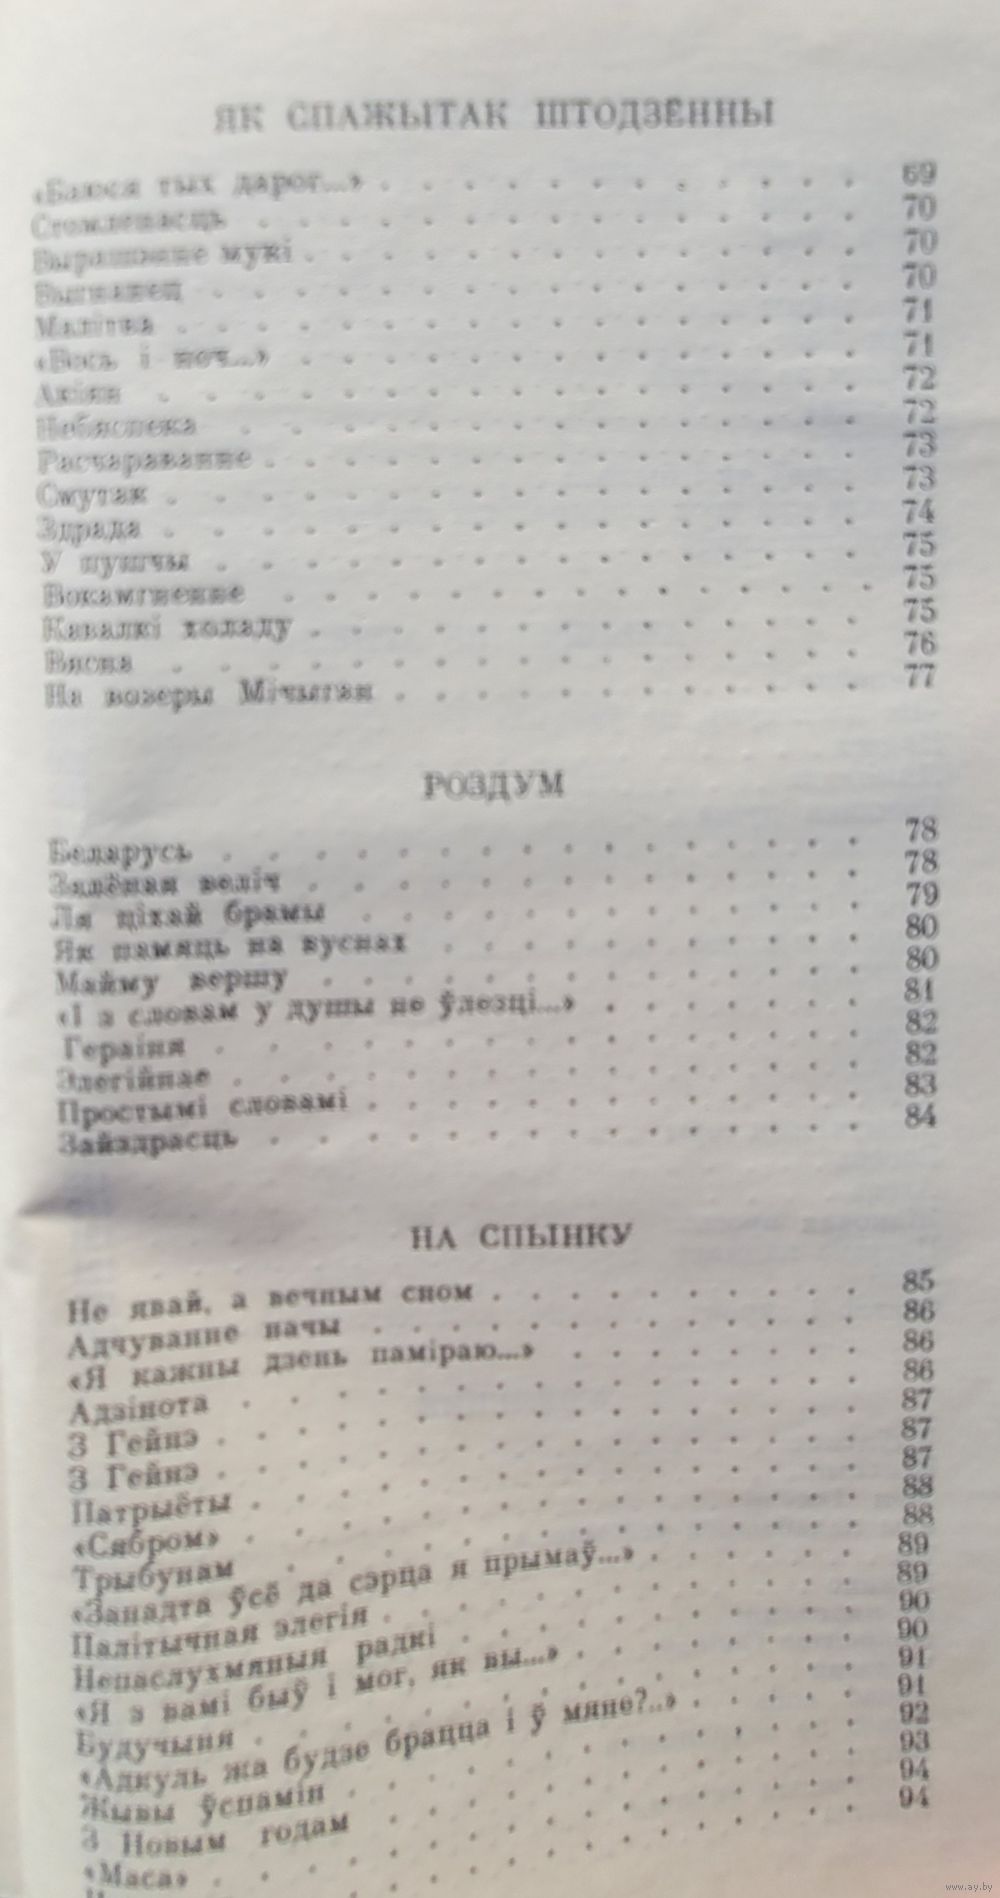 ЯК СПАЖЫТАК ШТОДЗЁННЫ
«Баюся тых дарог...» . . . . . . . . . . . 69
Стомленасць . . . . . . . . . . . 70
Вырашэнне мукі . . . . . . . . . . . 70
Выгнанец . . . . . . . . . . . 70
Малітва . . . . . . . . . . . 71
«Вось і ноч...» . . . . . . . . . . . 71
Акіян . . . . . . . . . . . 72
Небяспека . . . . . . . . . . . 72
Расчараванне . . . . . . . . . . . 73
Смутак . . . . . . . . . . . 73
Здрада . . . . . . . . . . . 74
У пушчы . . . . . . . . . . . 75
Вокамгненне . . . . . . . . . . . 75
Кавалкі холаду . . . . . . . . . . . 75
Вясна . . . . . . . . . . . 76
На возеры Мічыган . . . . . . . . . . . 77
РОЗДУМ
Беларусь . . . . . . . . . . . 78
Зялёная веліч . . . . . . . . . . . 78
Ля ціхай брамы . . . . . . . . . . . 79
Як памяць на вуснах . . . . . . . . . . . 80
Майму вершу . . . . . . . . . . . 80
«І з словам у душы не ўлезці...» . . . . . . . 81
Гераіня . . . . . . . . . . . 82
Элегійнае . . . . . . . . . . . 82
Простымі словамі . . . . . . . . . . . 83
Зайздрасць . . . . . . . . . . . 84
НА СПЫНКУ
Не явай, а вечным сном . . . . . . . . . . 85
Адчуванне начы . . . . . . . . . . . 86
«Я кажны дзень паміраю...» . . . . . . . . 86
Адзінота . . . . . . . . . . . 86
З Гейнэ . . . . . . . . . . . 87
З Гейнэ . . . . . . . . . . . 87
Патрыёты . . . . . . . . . . . 87
«Сябром» . . . . . . . . . . . 88
Трыбунам . . . . . . . . . . . 88
«Занадта ўсё да сэрца я прымаў...» . . . . . . 89
Палітычная элегія . . . . . . . . . . . 89
Непаслухмяныя радкі . . . . . . . . . . . 90
«Я з вамі быў і мог, як вы...» . . . . . . . . 90
Будучыня . . . . . . . . . . . 91
«Адкуль жа будзе брацца і ў мяне?..» . . . . . 91
Жывы ўспамін . . . . . . . . . . . 92
З Новым годам . . . . . . . . . . . 93
«Маса» . . . . . . . . . . . 94
94
www.ay.by